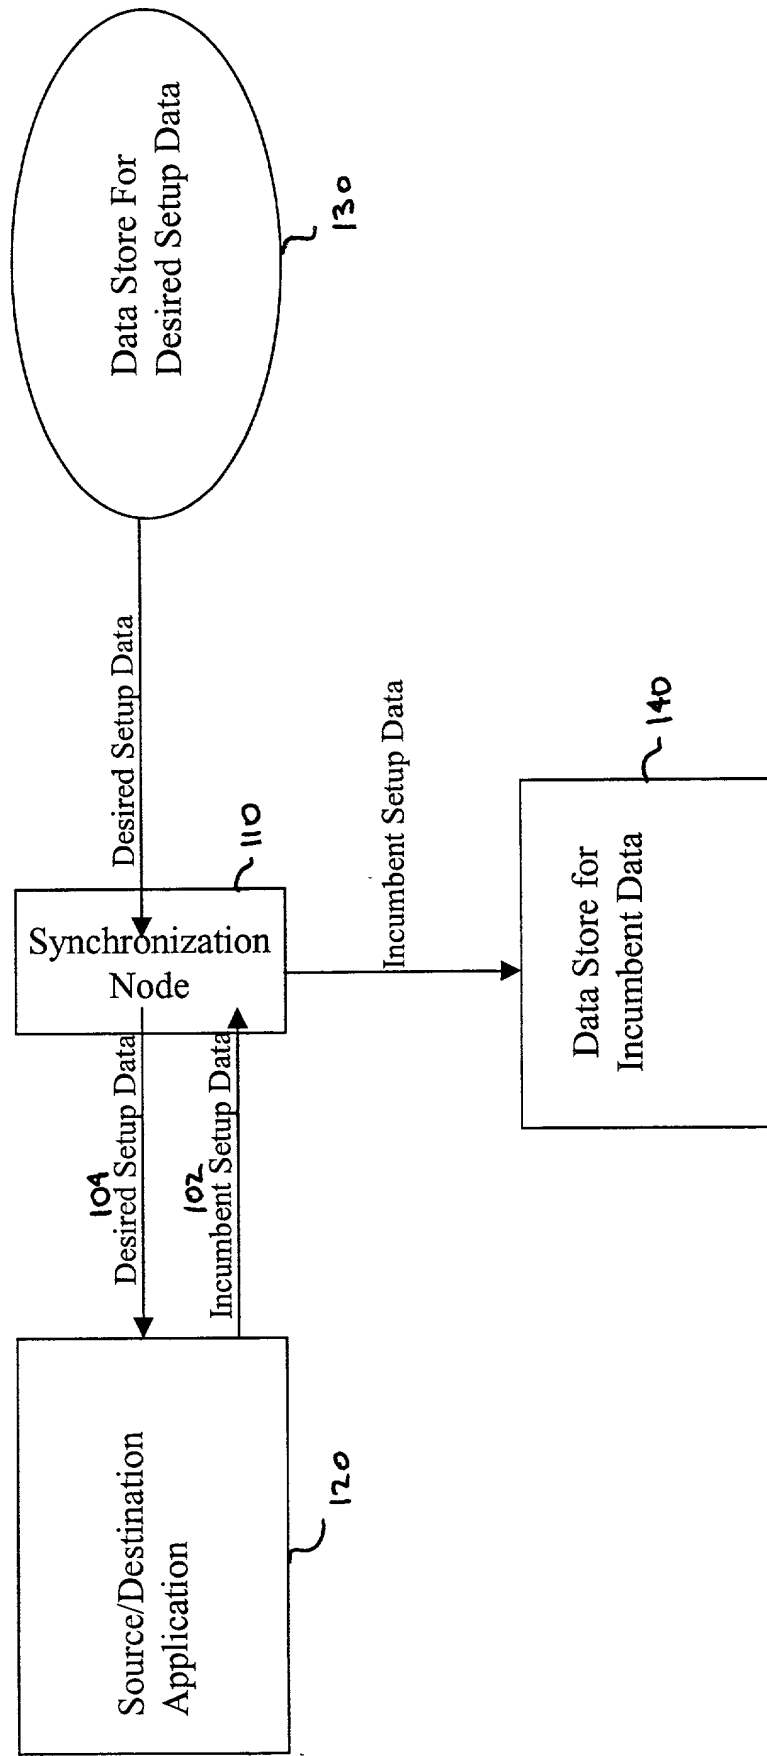 Source/Destination
Application
120
104
Desired Setup Data
102
Incumbent Setup Data
Synchronization
Node
110
Desired Setup Data
Data Store For
Desired Setup Data
130
Incumbent Setup Data
Data Store for
Incumbent Data
140